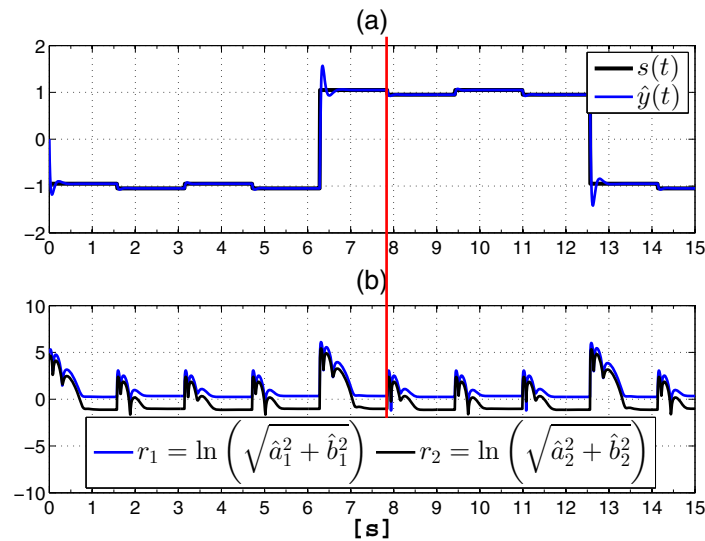 (a)
2
1
0
−1
−2
s(t)
ŷ(t)
0 1 2 3 4 5 6 7 8 9 10 11 12 13 14 15
(b)
10
5
0
−5
−10
r₁ = ln (√(â₁² + b̂₁²)) r₂ = ln (√(â₂² + b̂₂²))
0 1 2 3 4 5 6 7 8 9 10 11 12 13 14 15
[s]